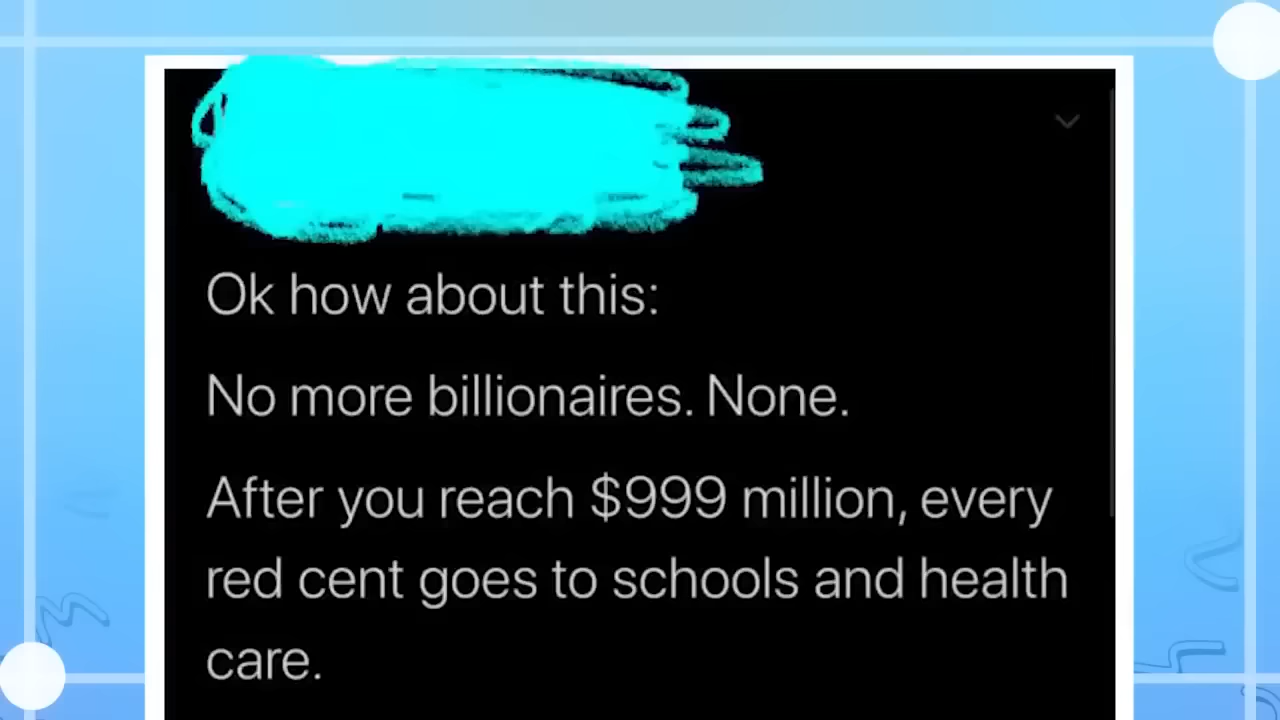 Ok how about this:
No more billionaires. None.
After you reach $999 million, every
red cent goes to schools and health
care.